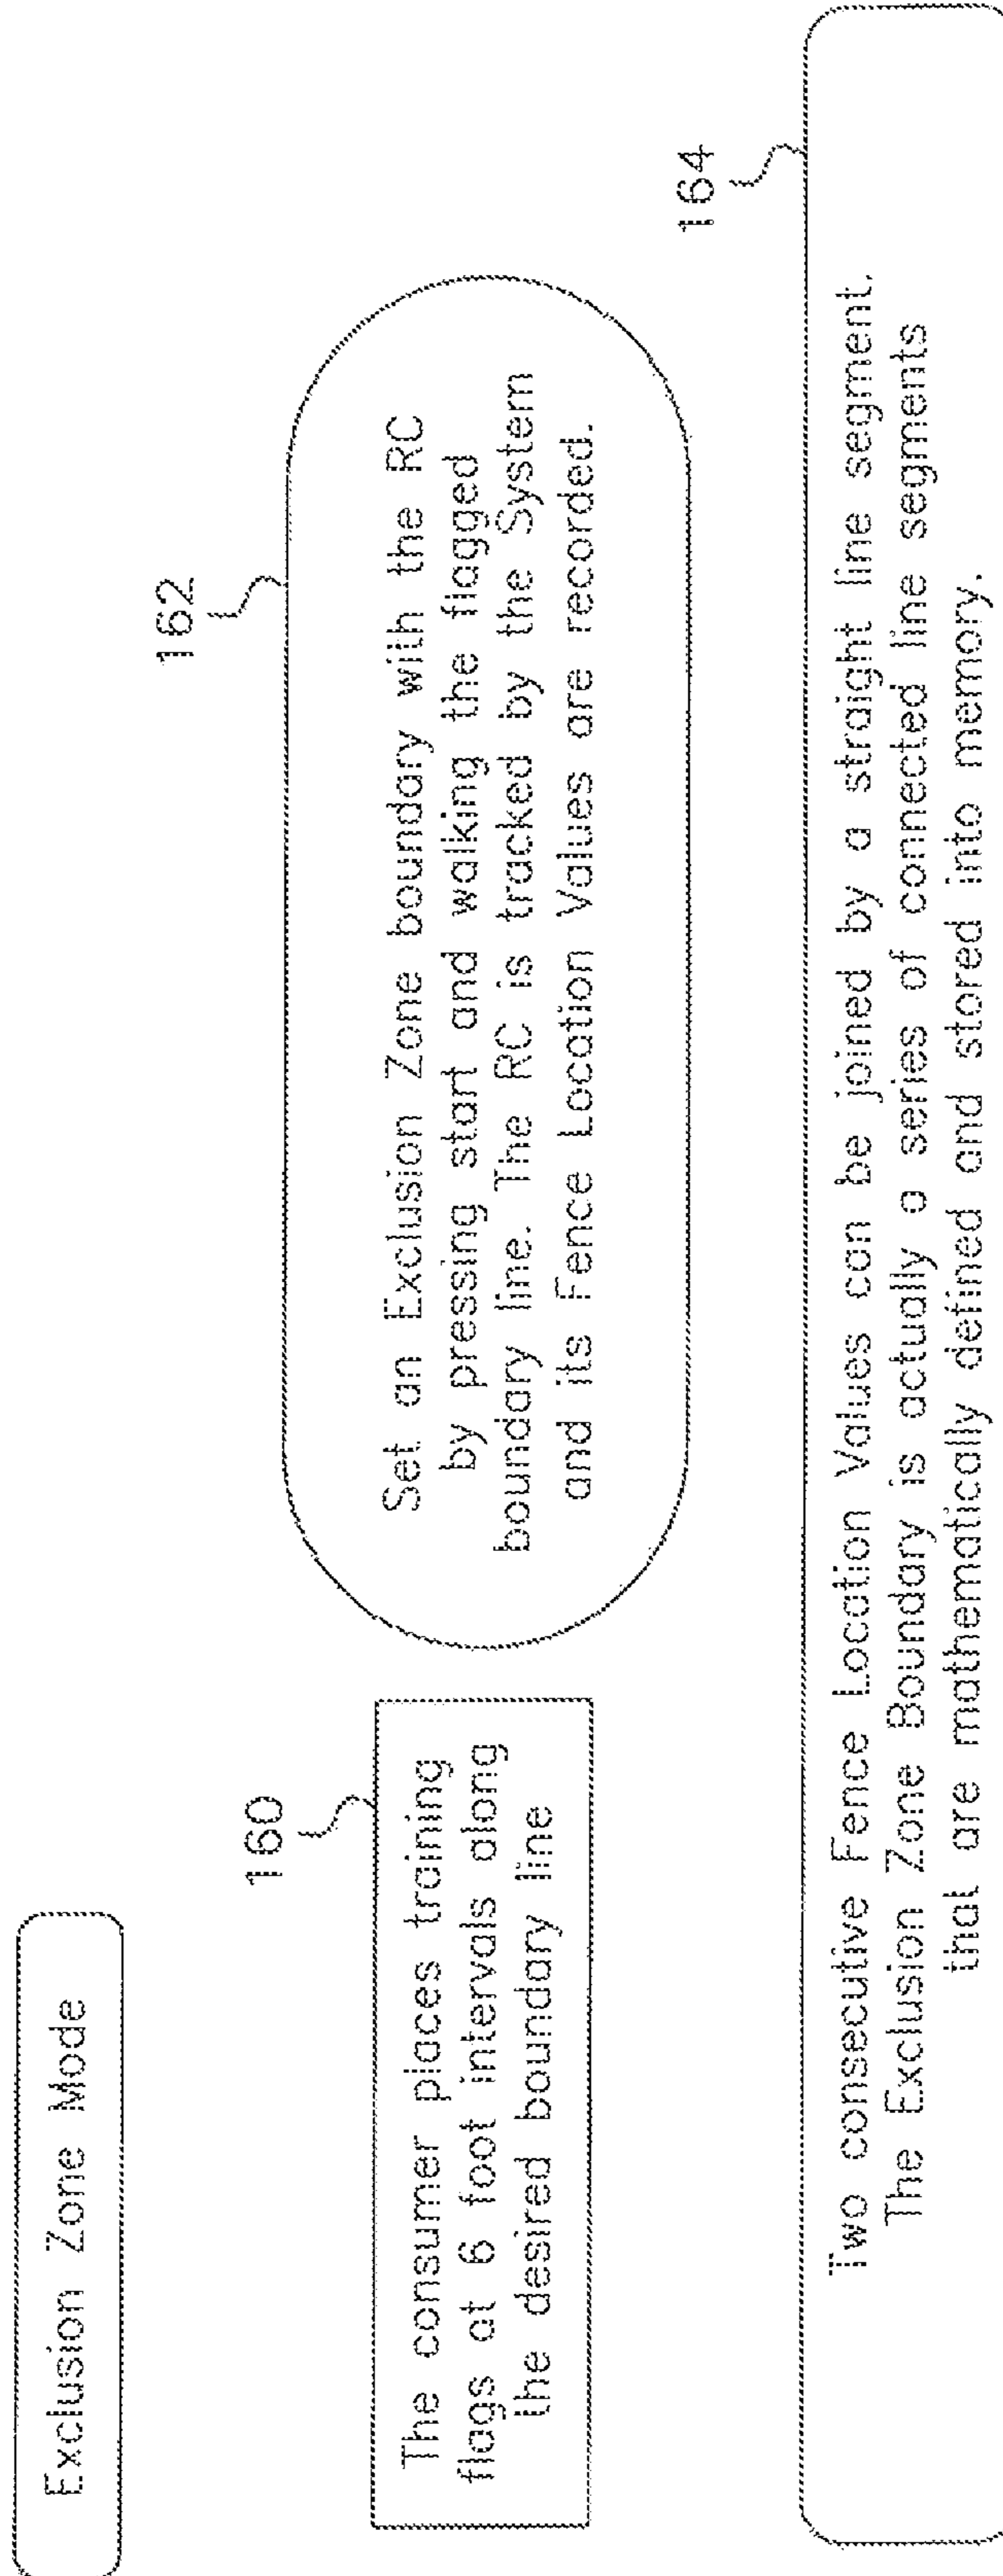 Exclusion Zone Mode
160
The consumer places training
flags at 6 foot intervals along
the desired boundary line
162
Set an Exclusion Zone boundary with the RC
by pressing start and walking the flagged
boundary line. The RC is tracked by the System
and its Fence Location Values are recorded.
164
Two consecutive Fence Location Values can be joined by a straight line segment.
The Exclusion Zone Boundary is actually a series of connected line segments
that are mathematically defined and stored into memory.